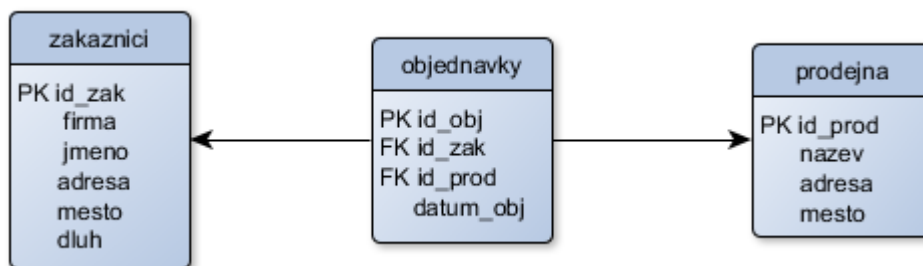 zakaznici
PK id_zak
firma
jmeno
adresa
mesto
dluh
objednavky
PK id_obj
FK id_zak
FK id_prod
datum_obj
prodejna
PK id_prod
nazev
adresa
mesto